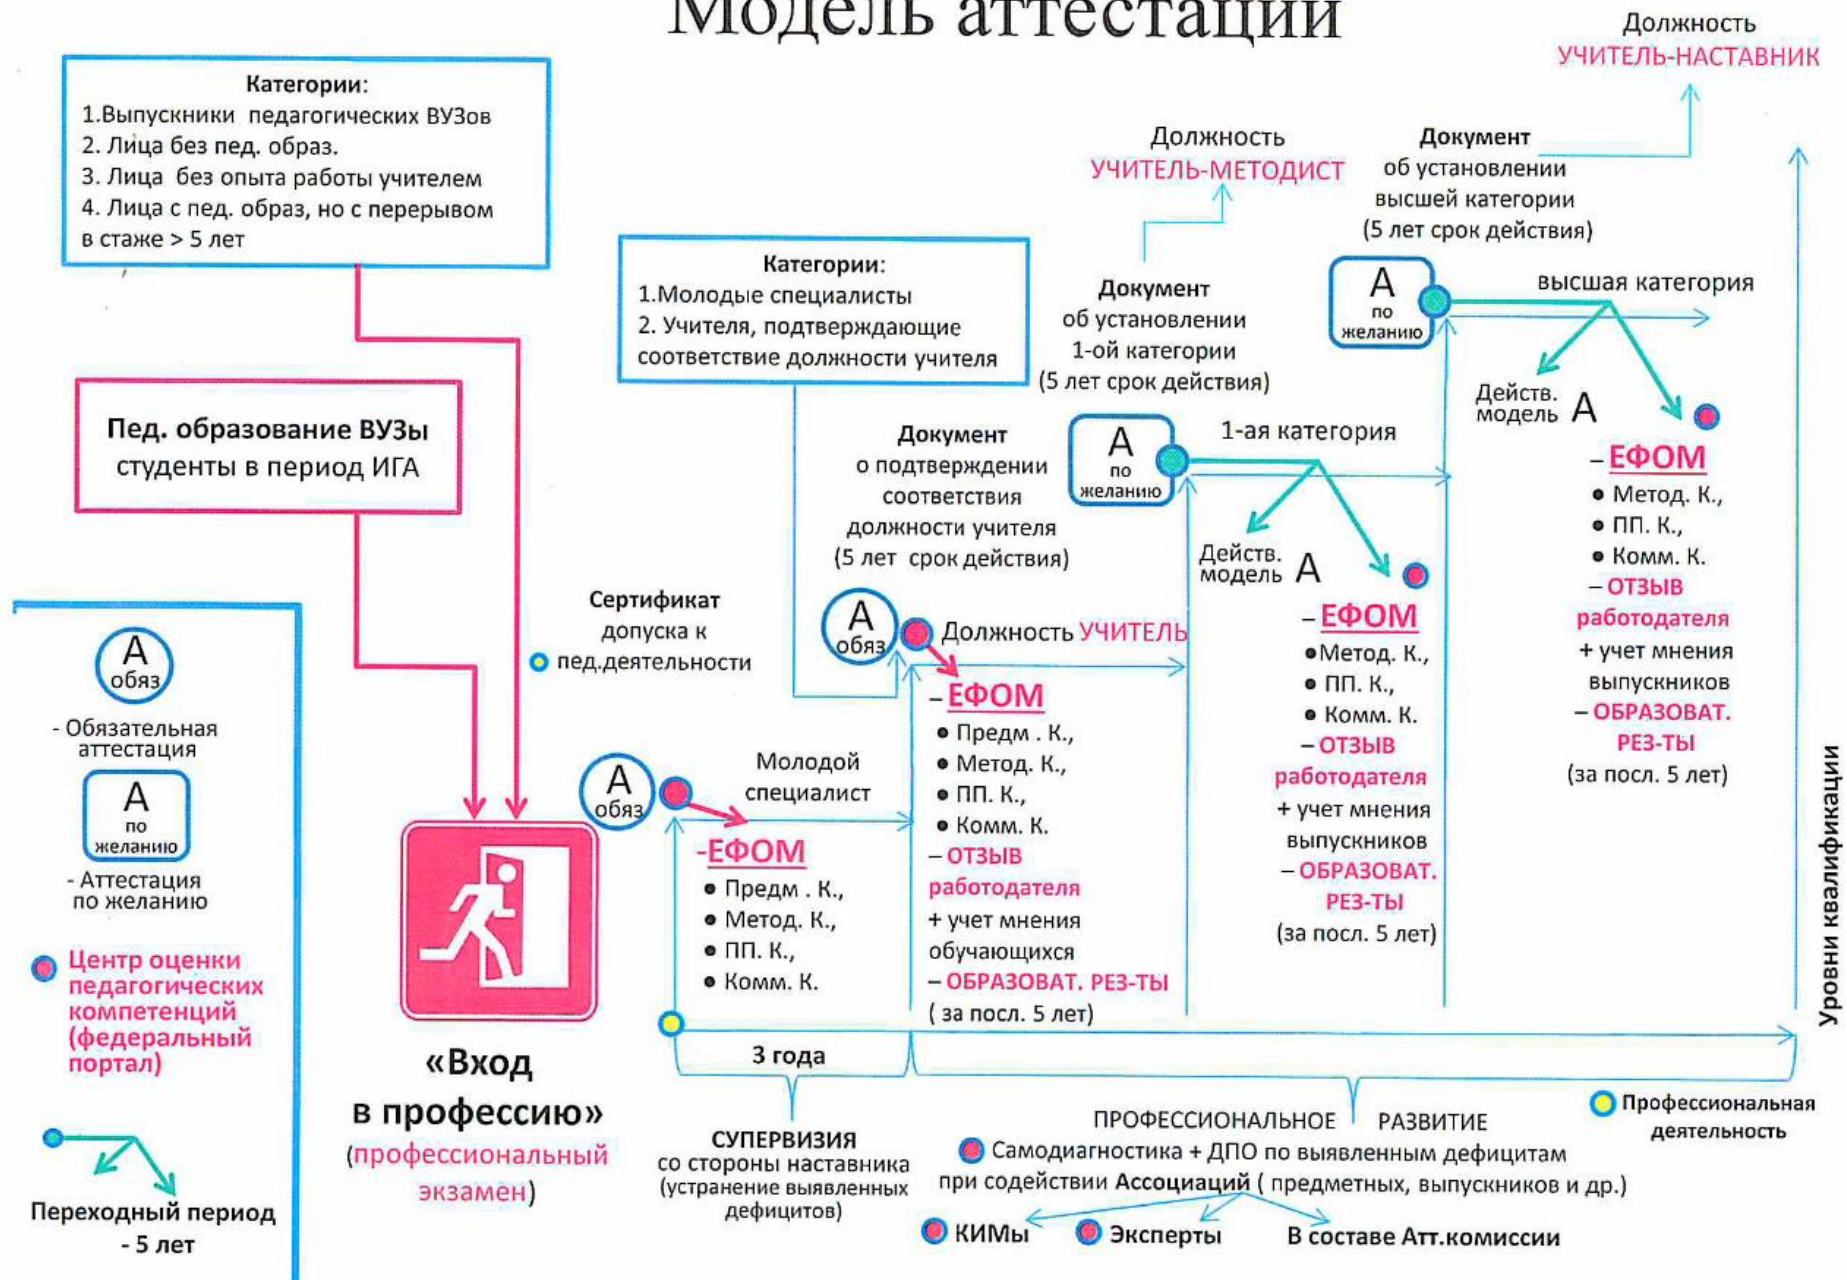 Модель аттестации
Должность
УЧИТЕЛЬ-НАСТАВНИК
Категории:
1.Выпускники педагогических ВУЗов
2. Лица без пед. образ.
3. Лица без опыта работы учителем
4. Лица с пед. образ, но с перерывом
в стаже > 5 лет
Должность
УЧИТЕЛЬ-МЕТОДИСТ
Документ
об установлении
высшей категории
(5 лет срок действия)
Категории:
1.Молодые специалисты
2. Учителя, подтверждающие
соответствие должности учителя
Документ
об установлении
1-ой категории
(5 лет срок действия)
А
по
желанию
высшая категория
Действ.
модель А
– ЕФОМ
• Метод. К.,
• ПП. К.,
• Комм. К.
– ОТЗЫВ
работодателя
+ учет мнения
выпускников
– ОБРАЗОВАТ.
РЕЗ-ТЫ
(за посл. 5 лет)
Пед. образование ВУЗы
студенты в период ИГА
Документ
о подтверждении
соответствия
должности учителя
(5 лет срок действия)
А
по
желанию
1-ая категория
Действ.
модель А
– ЕФОМ
• Метод. К.,
• ПП. К.,
• Комм. К.
– ОТЗЫВ
работодателя
+ учет мнения
выпускников
– ОБРАЗОВАТ.
РЕЗ-ТЫ
(за посл. 5 лет)
Сертификат
допуска к
пед.деятельности
А
обяз
Должность УЧИТЕЛЬ
– ЕФОМ
• Предм . К.,
• Метод. К.,
• ПП. К.,
• Комм. К.
– ОТЗЫВ
работодателя
+ учет мнения
обучающихся
– ОБРАЗОВАТ. РЕЗ-ТЫ
( за посл. 5 лет)
А
обяз
Молодой
специалист
-ЕФОМ
• Предм . К.,
• Метод. К.,
• ПП. К.,
• Комм. К.
А
обяз
- Обязательная
аттестация
А
по
желанию
- Аттестация
по желанию
Центр оценки
педагогических
компетенций
(федеральный
портал)
Переходный период
- 5 лет
«Вход
в профессию»
(профессиональный
экзамен)
3 года
СУПЕРВИЗИЯ
со стороны наставника
(устранение выявленных
дефицитов)
ПРОФЕССИОНАЛЬНОЕ РАЗВИТИЕ
Самодиагностика + ДПО по выявленным дефицитам
при содействии Ассоциаций ( предметных, выпускников и др.)
КИМы Эксперты В составе Атт.комиссии
Профессиональная
деятельность
Уровни квалификации